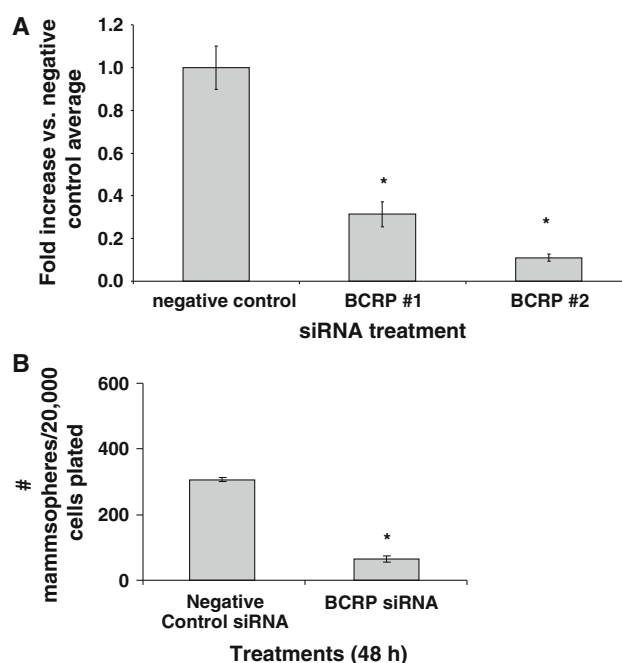 A
Fold increase vs. negative
control average
1.2
1.0
0.8
0.6
0.4
0.2
0.0
*
*
negative control
BCRP #1
BCRP #2
siRNA treatment
B
#
mammsopheres/20,000
cells plated
600
400
200
0
*
Negative
Control siRNA
BCRP siRNA
Treatments (48 h)